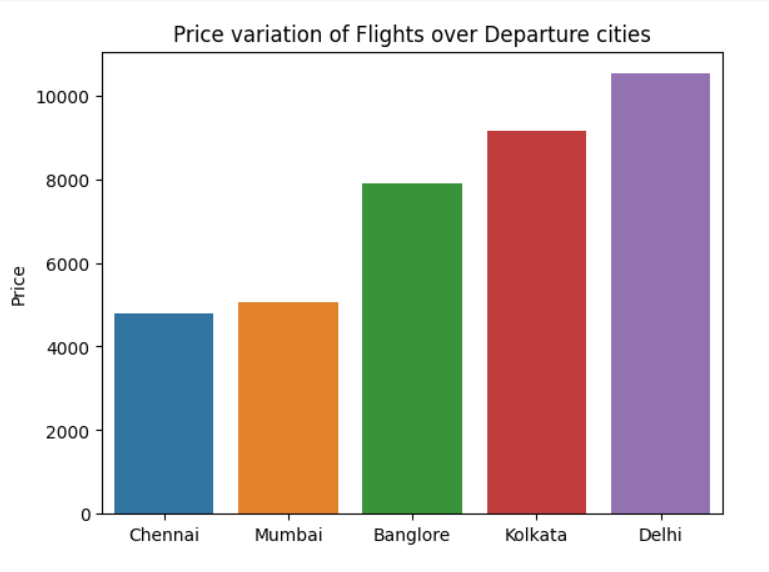 Price variation of Flights over Departure cities
10000
8000
6000
4000
2000
0
Price
Chennai Mumbai Banglore Kolkata Delhi